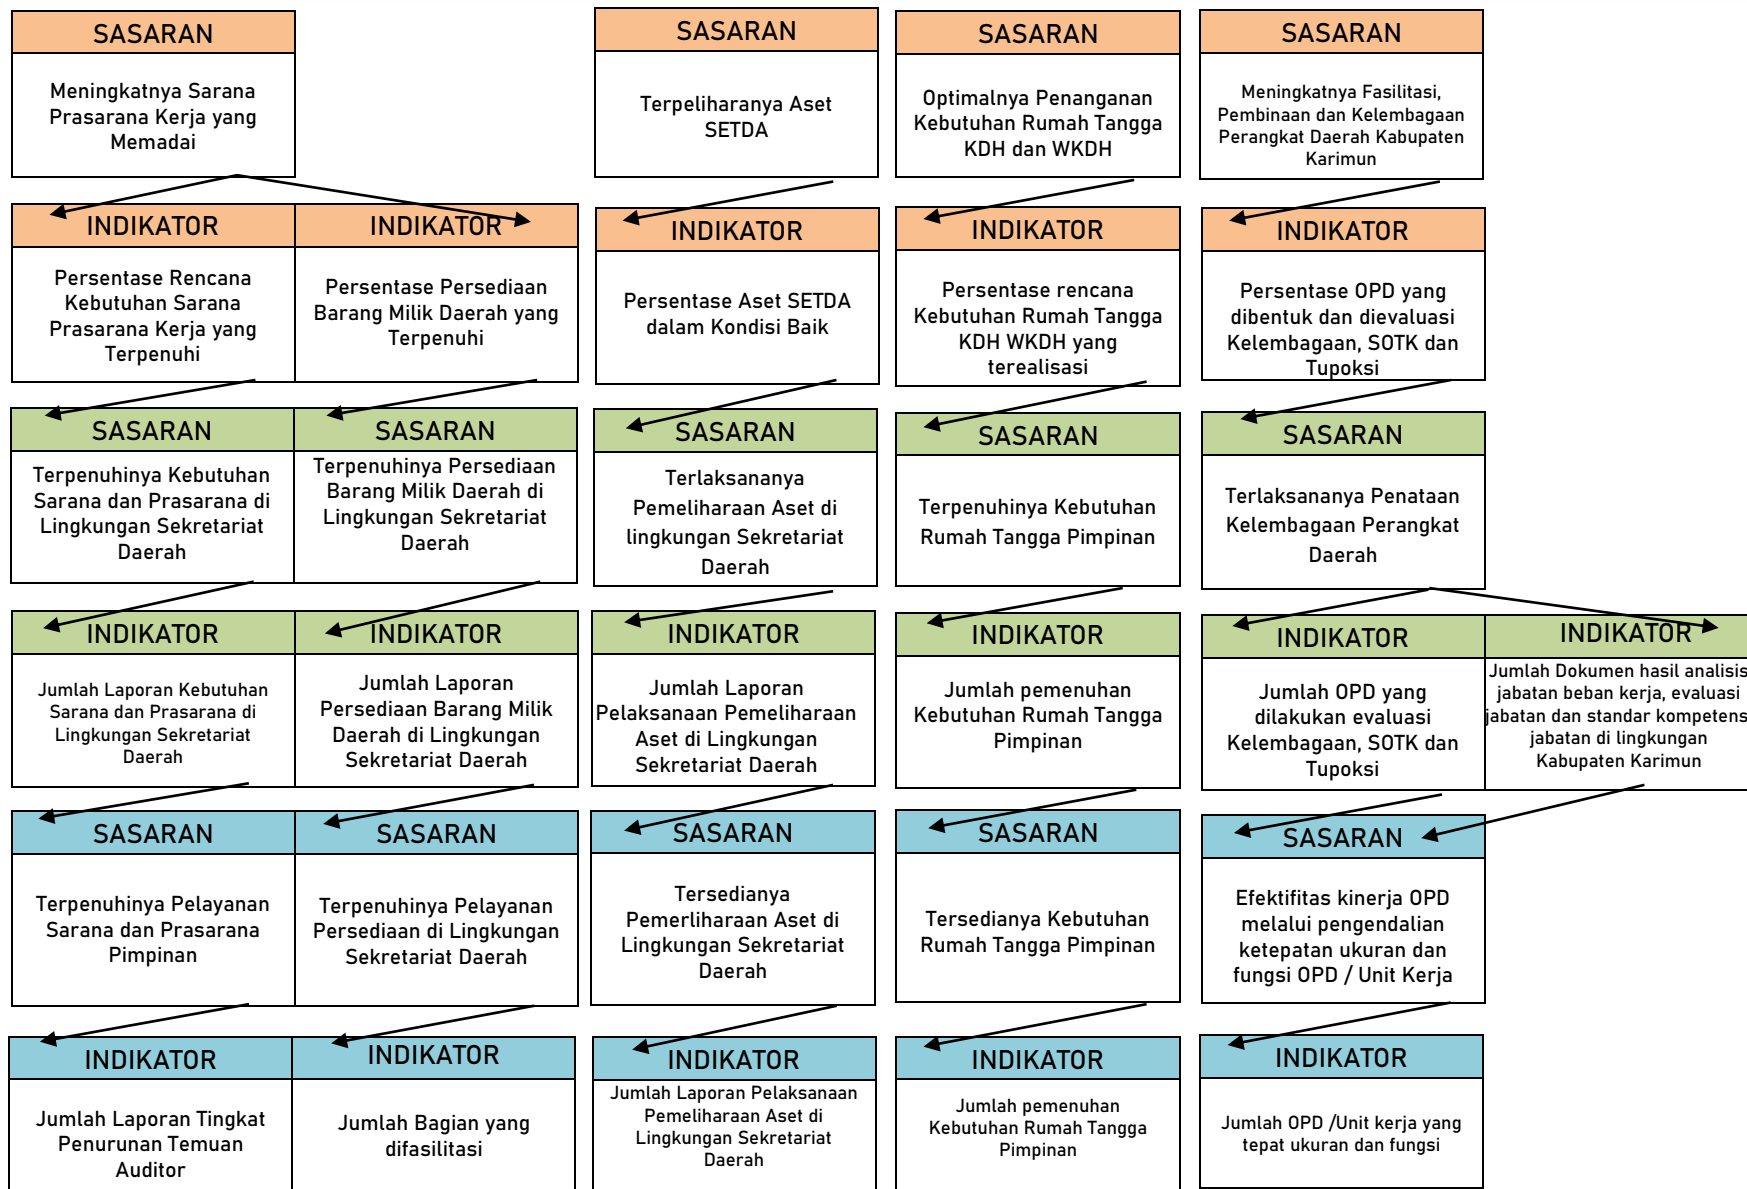 SASARAN
Meningkatnya Sarana
Prasarana Kerja yang
Memadai
SASARAN
Terpeliharanya Aset
SETDA
SASARAN
Optimalnya Penanganan
Kebutuhan Rumah Tangga
KDH dan WKDH
SASARAN
Meningkatnya Fasilitasi,
Pembinaan dan Kelembagaan
Perangkat Daerah Kabupaten
Karimun
INDIKATOR
Persentase Rencana
Kebutuhan Sarana
Prasarana Kerja yang
Terpenuhi
INDIKATOR
Persentase Persediaan
Barang Milik Daerah yang
Terpenuhi
INDIKATOR
Persentase Aset SETDA
dalam Kondisi Baik
INDIKATOR
Persentase rencana
Kebutuhan Rumah Tangga
KDH WKDH yang
terealisasi
INDIKATOR
Persentase OPD yang
dibentuk dan dievaluasi
Kelembagaan, SOTK dan
Tupoksi
SASARAN
Terpenuhinya Kebutuhan
Sarana dan Prasarana di
Lingkungan Sekretariat
Daerah
SASARAN
Terpenuhinya Persediaan
Barang Milik Daerah di
Lingkungan Sekretariat
Daerah
SASARAN
Terlaksananya
Pemeliharaan Aset di
lingkungan Sekretariat
Daerah
SASARAN
Terpenuhinya Kebutuhan
Rumah Tangga Pimpinan
SASARAN
Terlaksananya Penataan
Kelembagaan Perangkat
Daerah
INDIKATOR
Jumlah Laporan Kebutuhan
Sarana dan Prasarana di
Lingkungan Sekretariat
Daerah
INDIKATOR
Jumlah Laporan
Persediaan Barang Milik
Daerah di Lingkungan
Sekretariat Daerah
INDIKATOR
Jumlah Laporan
Pelaksanaan Pemeliharaan
Aset di Lingkungan
Sekretariat Daerah
INDIKATOR
Jumlah pemenuhan
Kebutuhan Rumah Tangga
Pimpinan
INDIKATOR
Jumlah OPD yang
dilakukan evaluasi
Kelembagaan, SOTK dan
Tupoksi
INDIKATOR
Jumlah Dokumen hasil analisis
jabatan beban kerja, evaluasi
jabatan dan standar kompetens
jabatan di lingkungan
Kabupaten Karimun
SASARAN
Terpenuhinya Pelayanan
Sarana dan Prasarana
Pimpinan
SASARAN
Terpenuhinya Pelayanan
Persediaan di Lingkungan
Sekretariat Daerah
SASARAN
Tersedianya
Pemerliharaan Aset di
Lingkungan Sekretariat
Daerah
SASARAN
Tersedianya Kebutuhan
Rumah Tangga Pimpinan
SASARAN
Efektifitas kinerja OPD
melalui pengendalian
ketepatan ukuran dan
fungsi OPD / Unit Kerja
INDIKATOR
Jumlah Laporan Tingkat
Penurunan Temuan
Auditor
INDIKATOR
Jumlah Bagian yang
difasilitasi
INDIKATOR
Jumlah Laporan Pelaksanaan
Pemeliharaan Aset di
Lingkungan Sekretariat
Daerah
INDIKATOR
Jumlah pemenuhan
Kebutuhan Rumah Tangga
Pimpinan
INDIKATOR
Jumlah OPD /Unit kerja yang
tepat ukuran dan fungsi